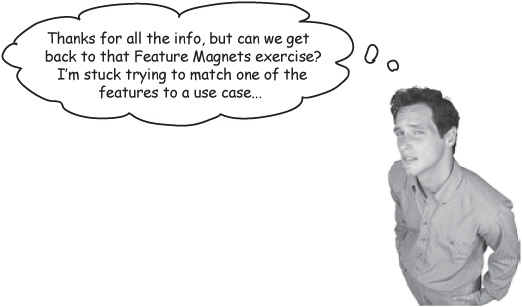 Thanks for all the info, but can we get
back to that Feature Magnets exercise?
I'm stuck trying to match one of the
features to a use case...